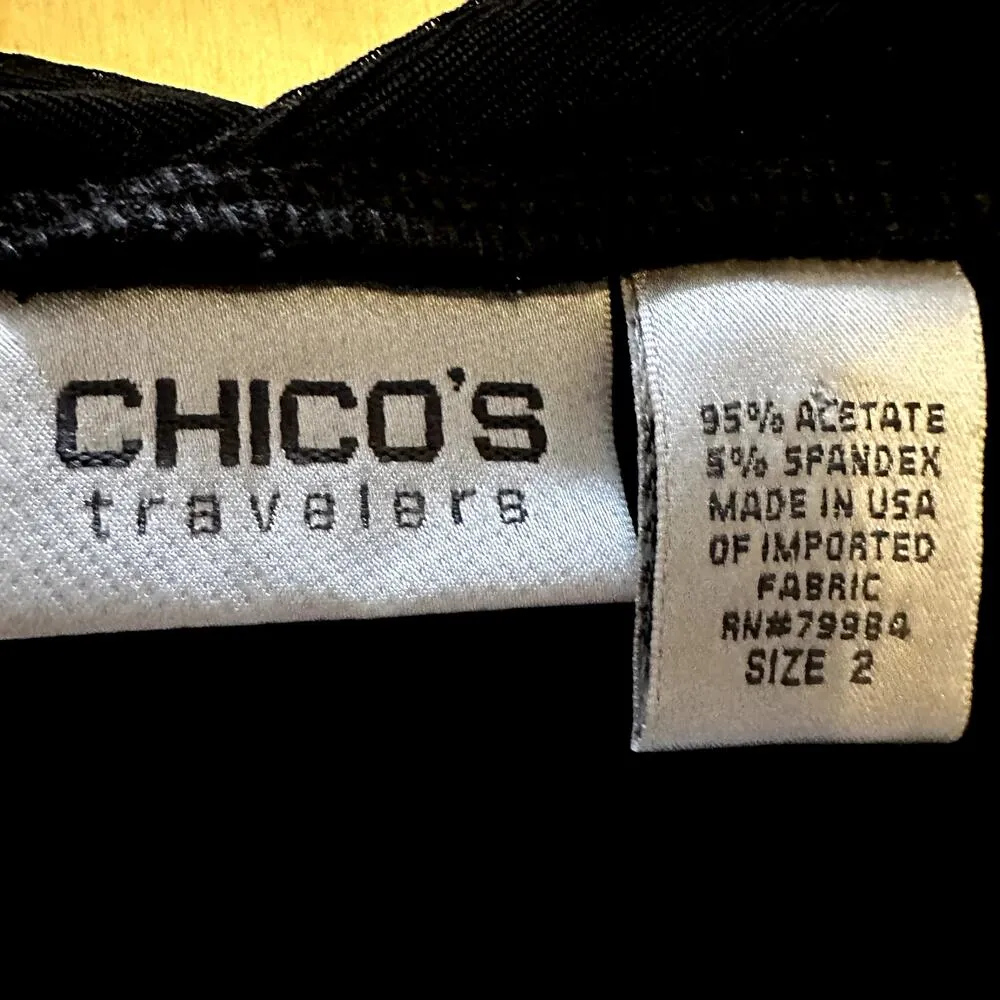 CHICO'S
travelers
95% ACETATE
5% SPANDEX
MADE IN USA
OF IMPORTED
FABRIC
RN#79984
SIZE 2